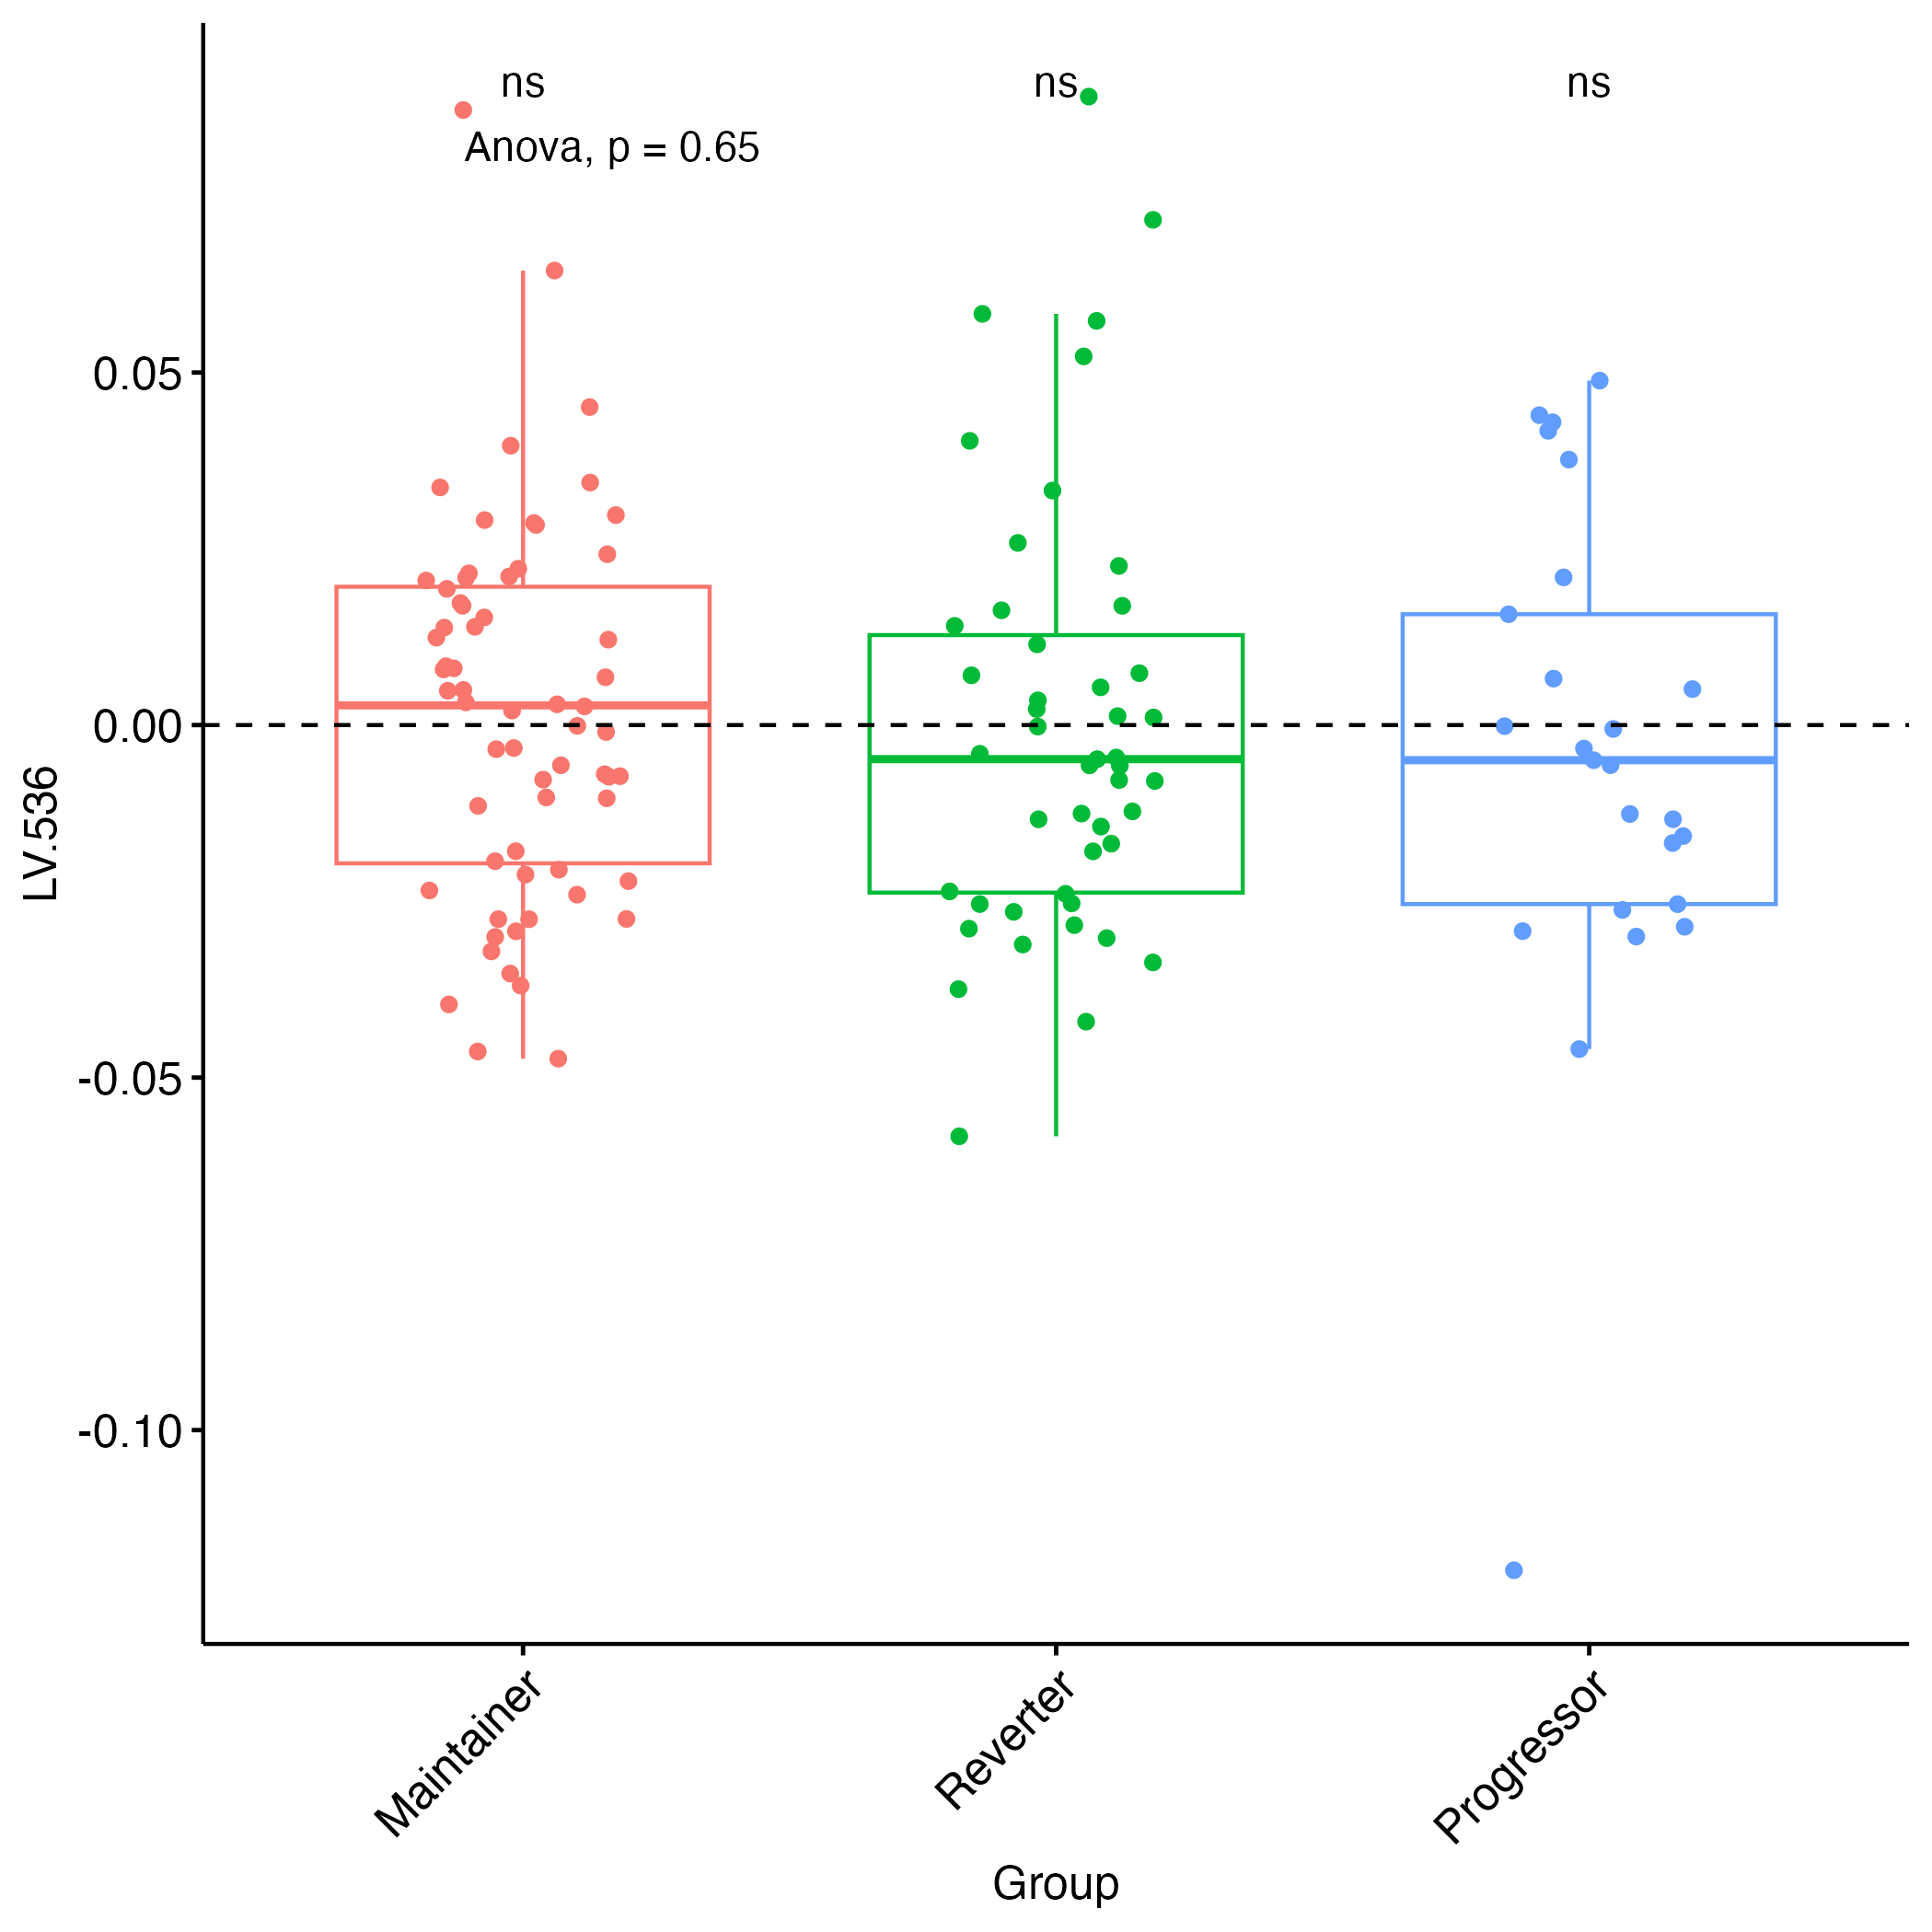 ns ns ns
Anova, p = 0.65
0.05
0.00
-0.05
-0.10
LV.536
Maintainer Reverter Progressor
Group